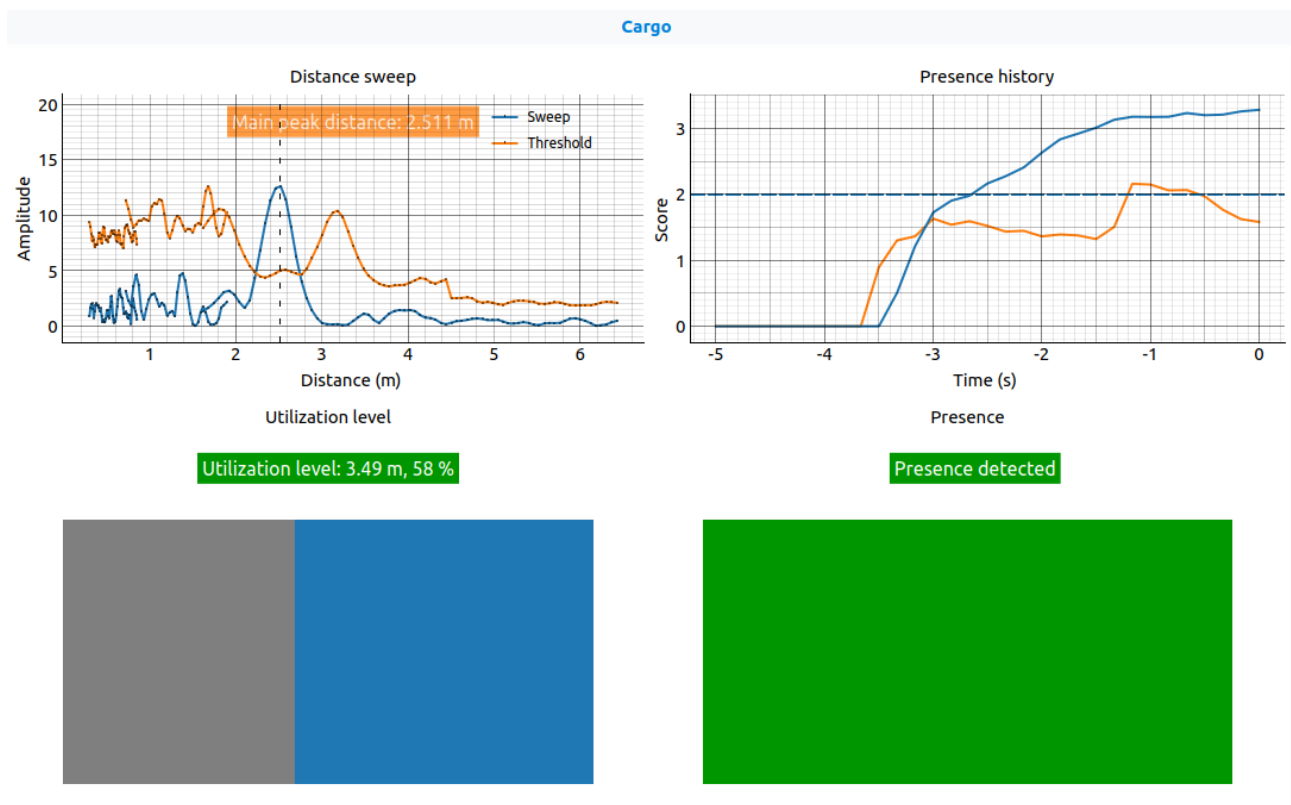 Cargo
Distance sweep
Main peak distance: 2.511 m
Sweep
Threshold
20
15
10
5
0
Amplitude
1 2 3 4 5 6
Distance (m)
Presence history
3
2
1
0
Score
-5 -4 -3 -2 -1 0
Time (s)
Utilization level
Utilization level: 3.49 m, 58 %
Presence
Presence detected